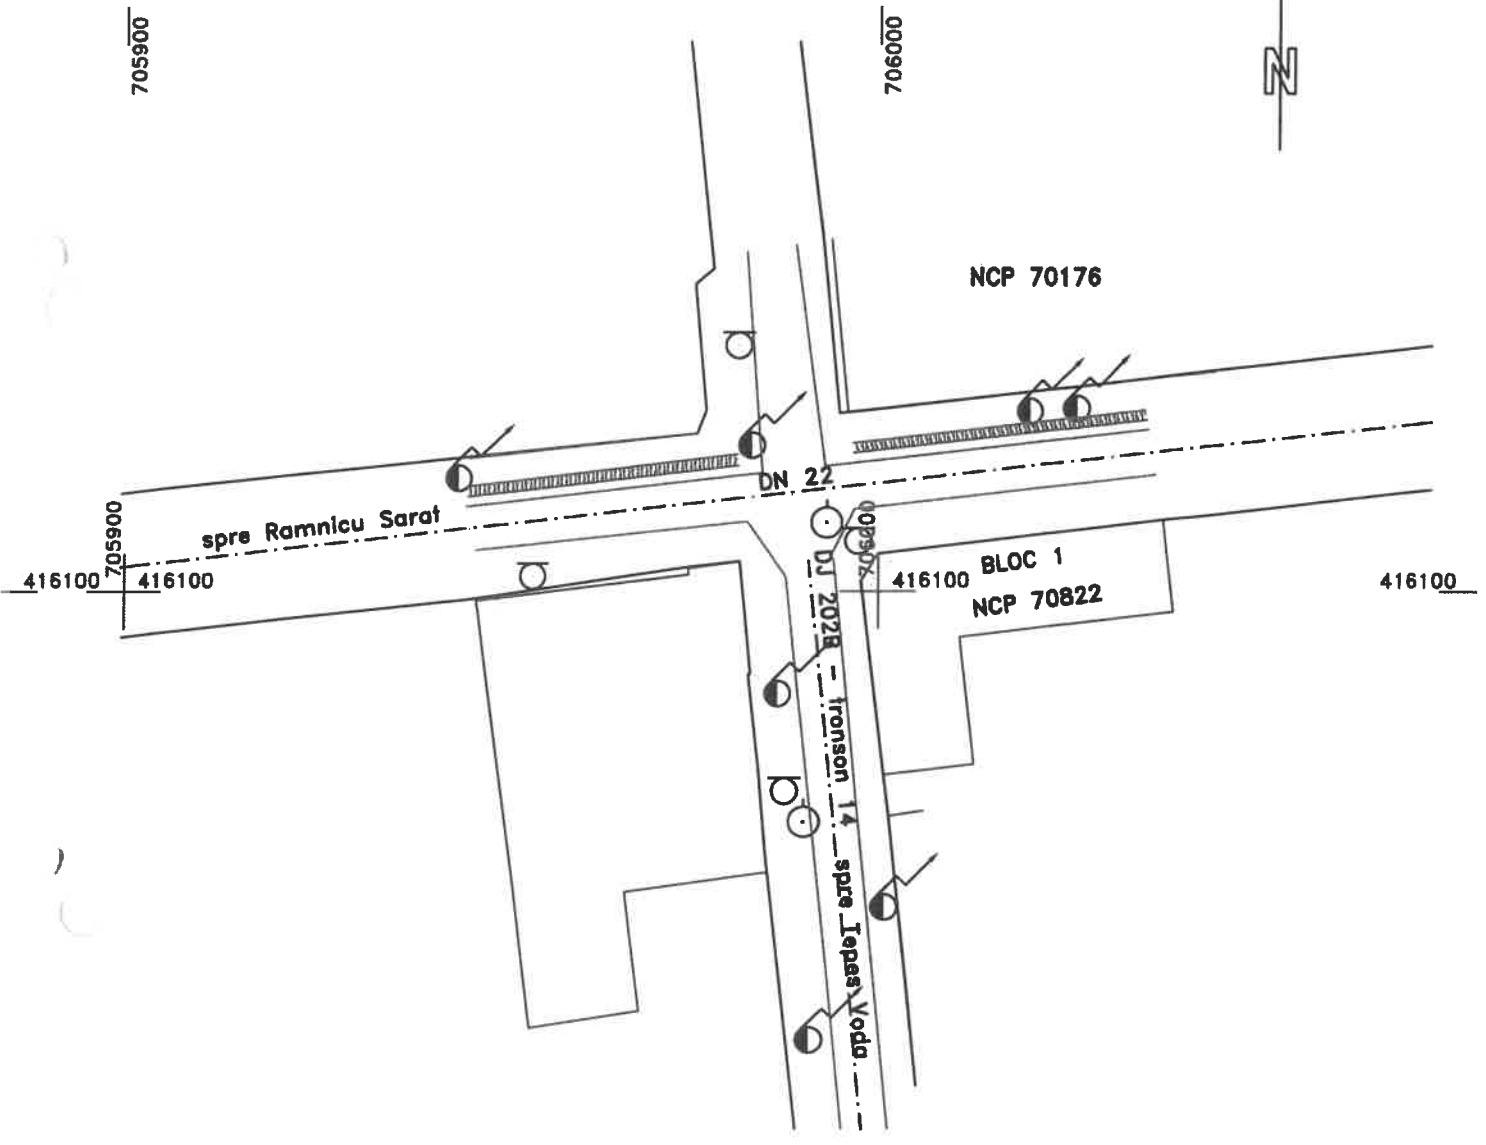 705900
706000
N
NCP 70176
DN 22
spre Ramnicu Sarat
705900
706000
416100
416100
416100
416100
BLOC 1
NCP 70822
DJ 202B - tronson 14 spre Tepes Voda